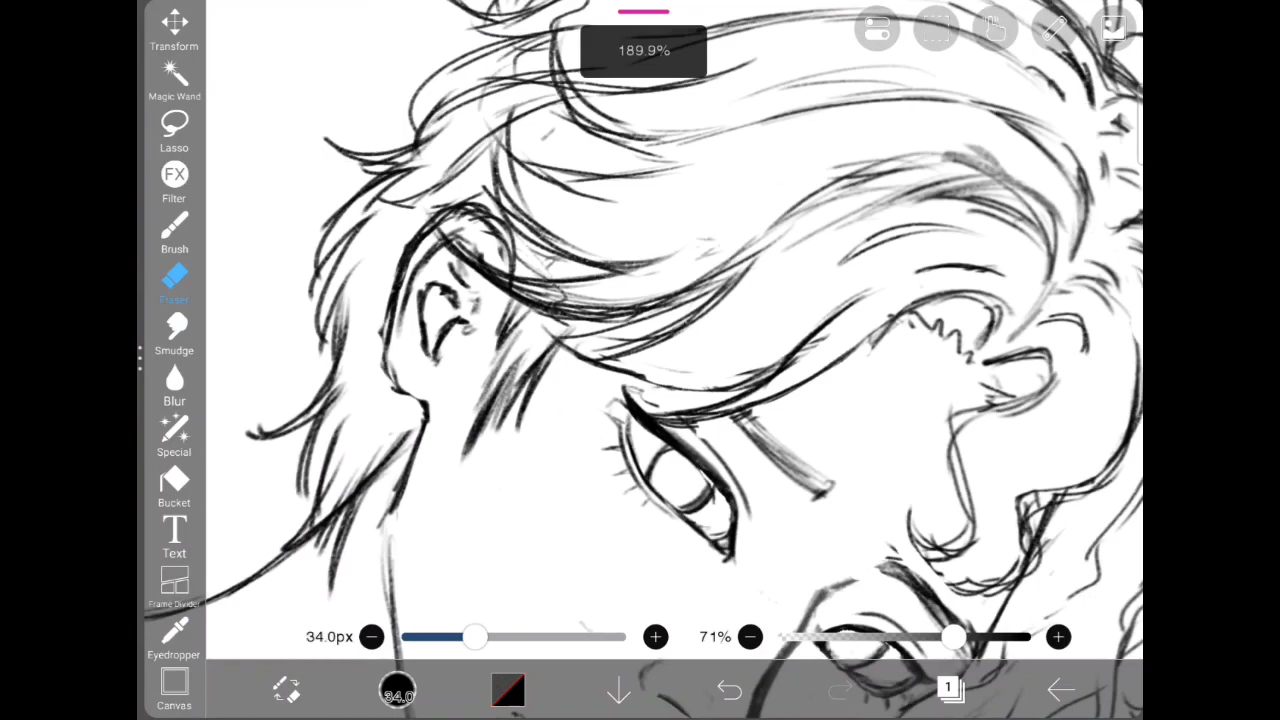 189.9%
Transform
Magic Wand
Lasso
FX
Filter
Brush
Eraser
Smudge
Blur
Special
Bucket
T
Text
Frame Divider
Eyedropper
Canvas
34.0px
71%
34.0
1